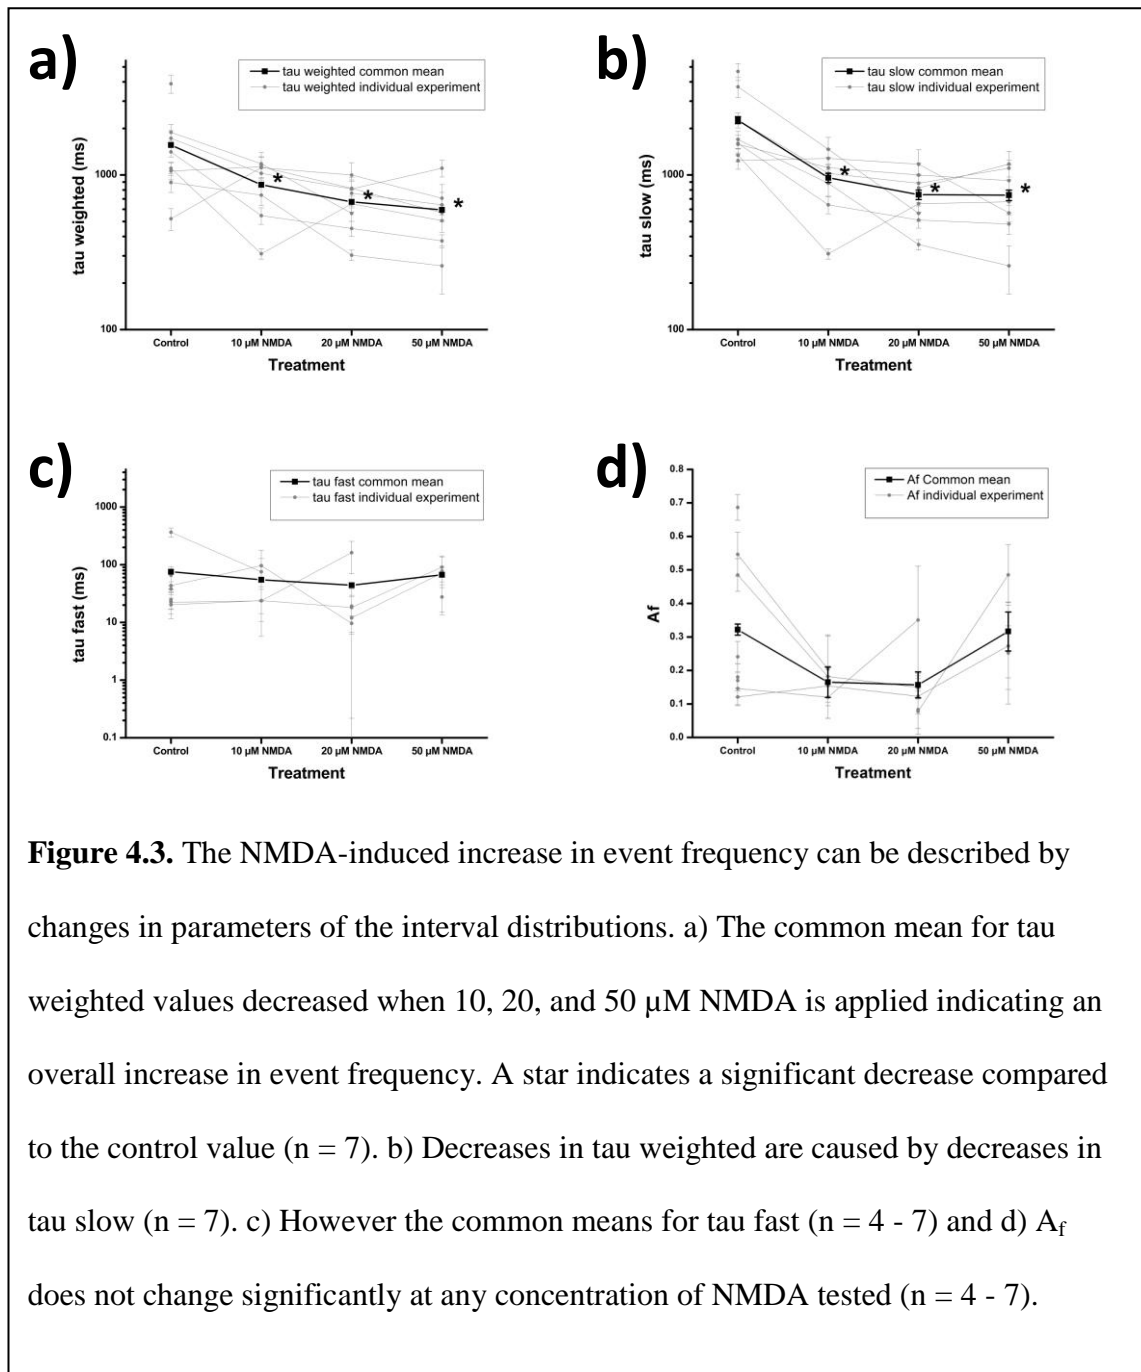 a)
tau weighted common mean
tau weighted individual experiment
tau weighted (ms)
1000
100
Control
10 µM NMDA
20 µM NMDA
50 µM NMDA
Treatment
b)
tau slow common mean
tau slow individual experiment
tau slow (ms)
1000
100
*
*
*
*
*
*
Control
10 µM NMDA
20 µM NMDA
50 µM NMDA
Treatment
c)
tau fast common mean
tau fast individual experiment
tau fast (ms)
1000
100
10
1
0.1
Control
10 µM NMDA
20 µM NMDA
50 µM NMDA
Treatment
d)
Af Common mean
Af individual experiment
Af
0.8
0.7
0.6
0.5
0.4
0.3
0.2
0.1
0.0
Control
10 µM NMDA
20 µM NMDA
50 µM NMDA
Treatment
Figure 4.3. The NMDA-induced increase in event frequency can be described by
changes in parameters of the interval distributions. a) The common mean for tau
weighted values decreased when 10, 20, and 50 µM NMDA is applied indicating an
overall increase in event frequency. A star indicates a significant decrease compared
to the control value (n = 7). b) Decreases in tau weighted are caused by decreases in
tau slow (n = 7). c) However the common means for tau fast (n = 4 - 7) and d) Af
does not change significantly at any concentration of NMDA tested (n = 4 - 7).